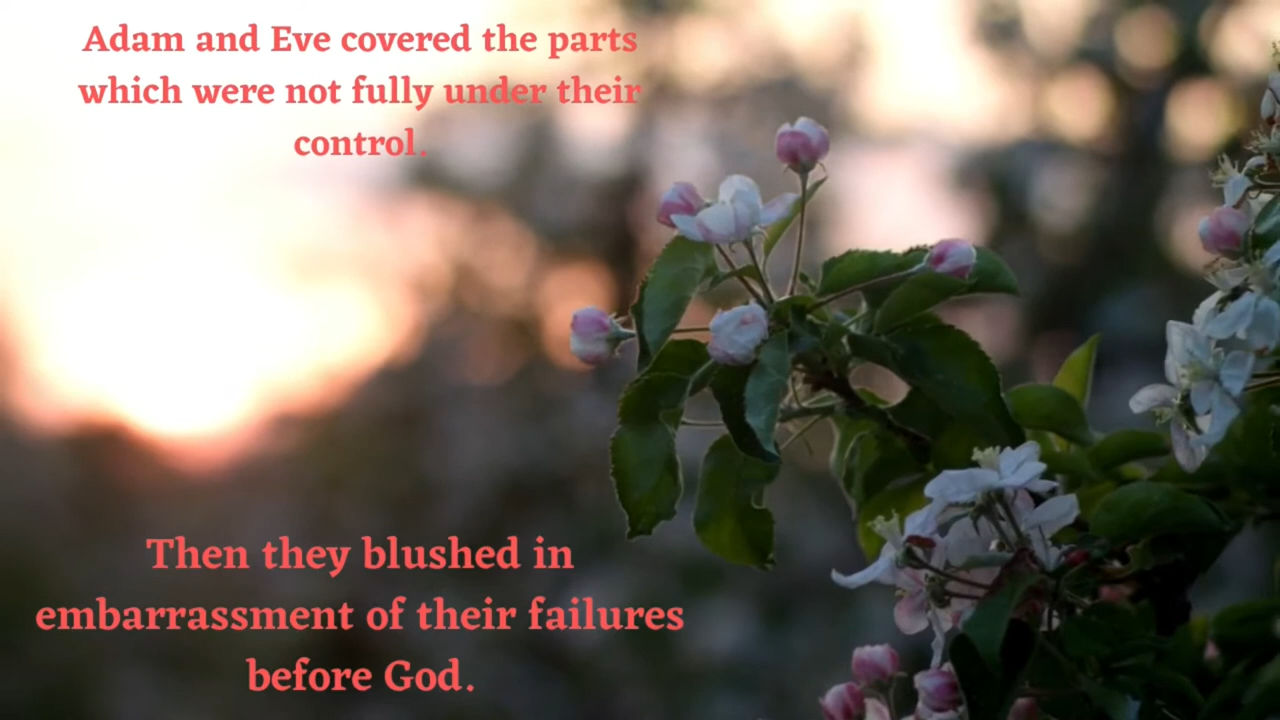 Adam and Eve covered the parts
which were not fully under their
control.
Then they blushed in
embarrassment of their failures
before God.